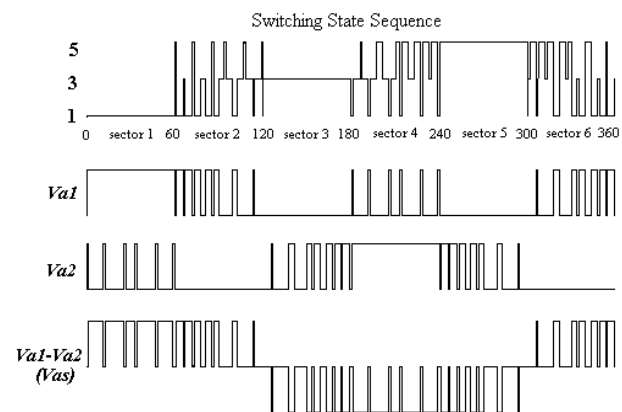 Switching State Sequence
5
3
1
0 sector 1 60 sector 2 120 sector 3 180 sector 4 240 sector 5 300 sector 6 360
Va1
Va2
Va1-Va2
(Vas)